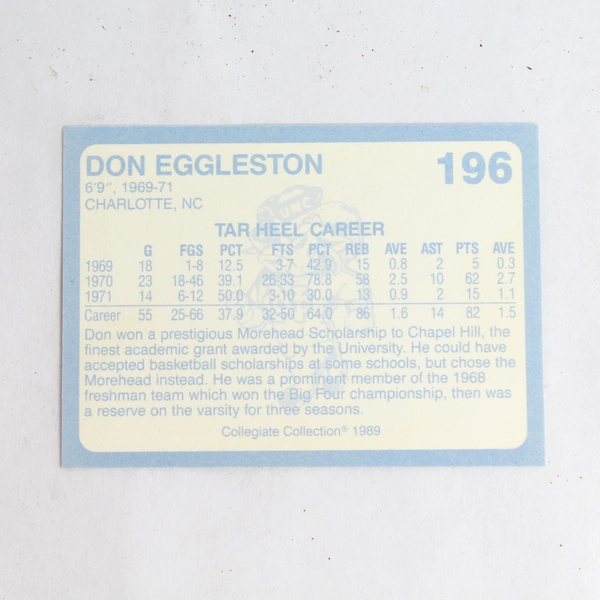 DON EGGLESTON 196
6'9", 1969-71
CHARLOTTE, NC
UNC
TAR HEEL CAREER
G FGS PCT FTS PCT REB AVE AST PTS AVE
1969 18 1-8 12.5 3-7 42.9 15 0.8 2 5 0.3
1970 23 18-46 39.1 26-33 78.8 58 2.5 10 62 2.7
1971 14 6-12 50.0 3-10 30.0 13 0.9 2 15 1.1
Career 55 25-66 37.9 32-50 64.0 86 1.6 14 82 1.5
Don won a prestigious Morehead Scholarship to Chapel Hill, the
finest academic grant awarded by the University. He could have
accepted basketball scholarships at some schools, but chose the
Morehead instead. He was a prominent member of the 1968
freshman team which won the Big Four championship, then was
a reserve on the varsity for three seasons.
Collegiate Collection® 1989